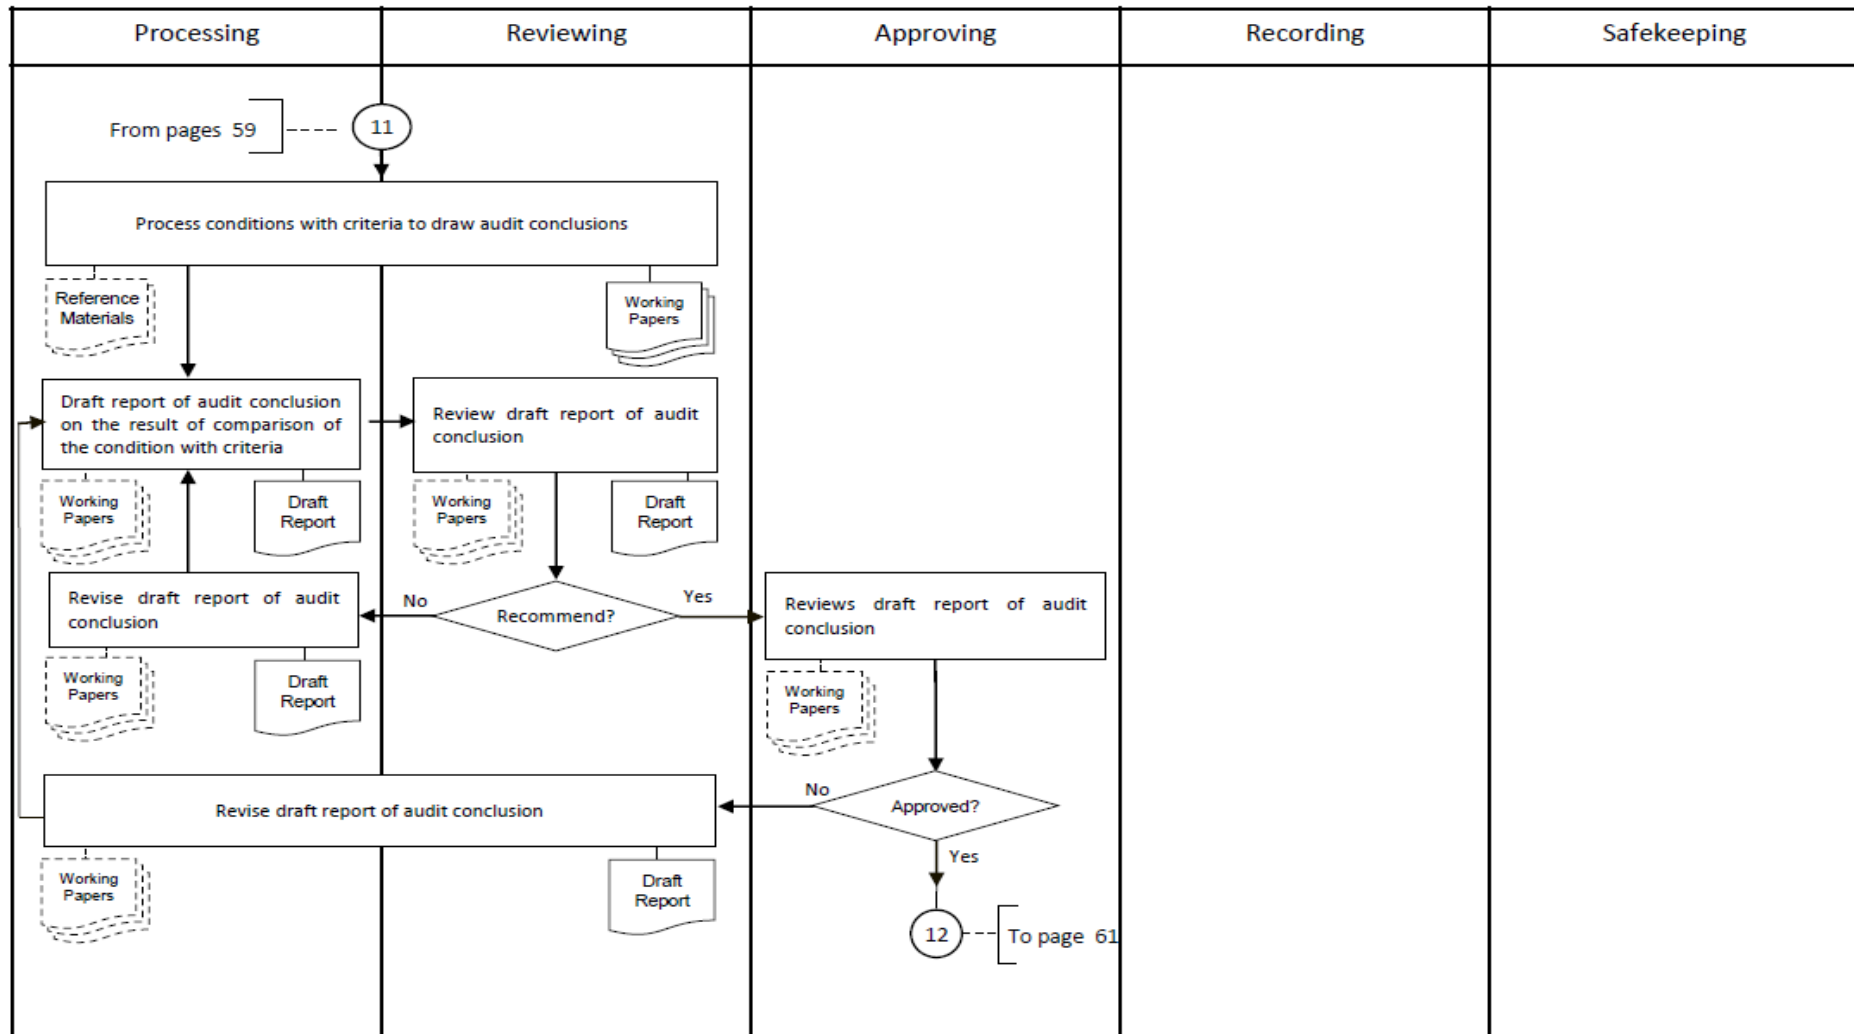 Processing
Reviewing
Approving
Recording
Safekeeping
From pages 59
11
Process conditions with criteria to draw audit conclusions
Reference
Materials
Working
Papers
Draft report of audit conclusion
on the result of comparison of
the condition with criteria
Review draft report of audit
conclusion
Working
Papers
Draft
Report
Working
Papers
Draft
Report
Revise draft report of audit
conclusion
No
Recommend?
Yes
Reviews draft report of audit
conclusion
Working
Papers
Draft
Report
Working
Papers
Revise draft report of audit conclusion
No
Approved?
Yes
Working
Papers
Draft
Report
12
To page 61